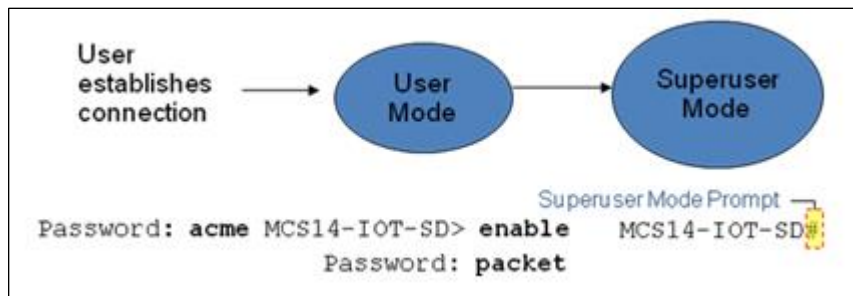 User
establishes
connection
User
Mode
Superuser
Mode
Superuser Mode Prompt
Password: acme MCS14-IOT-SD> enable MCS14-IOT-SD#
Password: packet